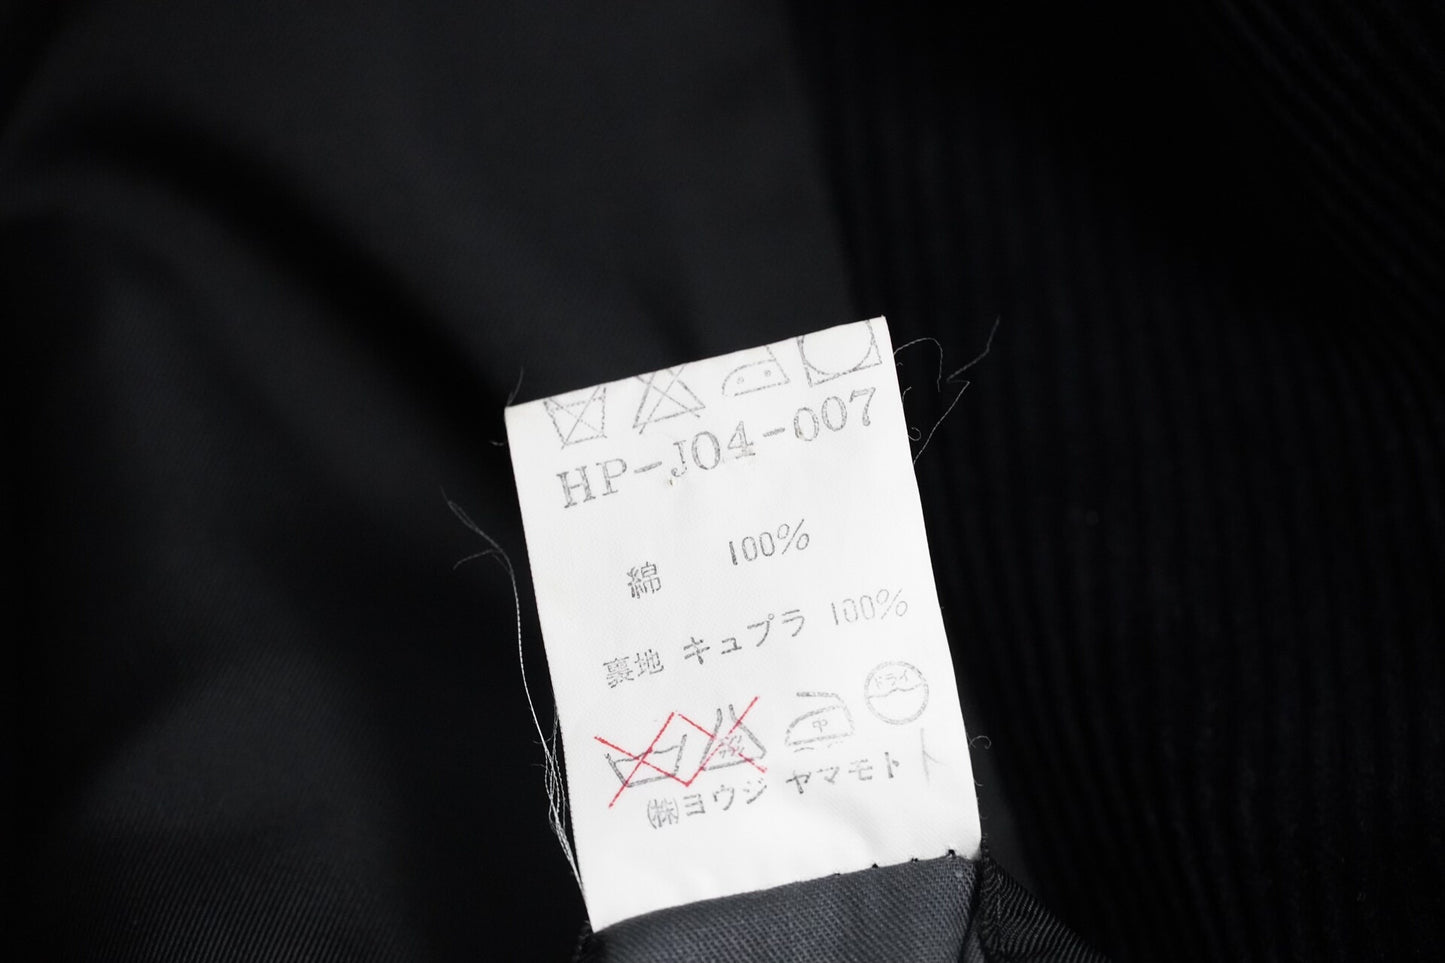 HP-J04-007
綿 100%
裏地 キュプラ 100%
中 ドライ
㈱ヨウジ ヤマモト